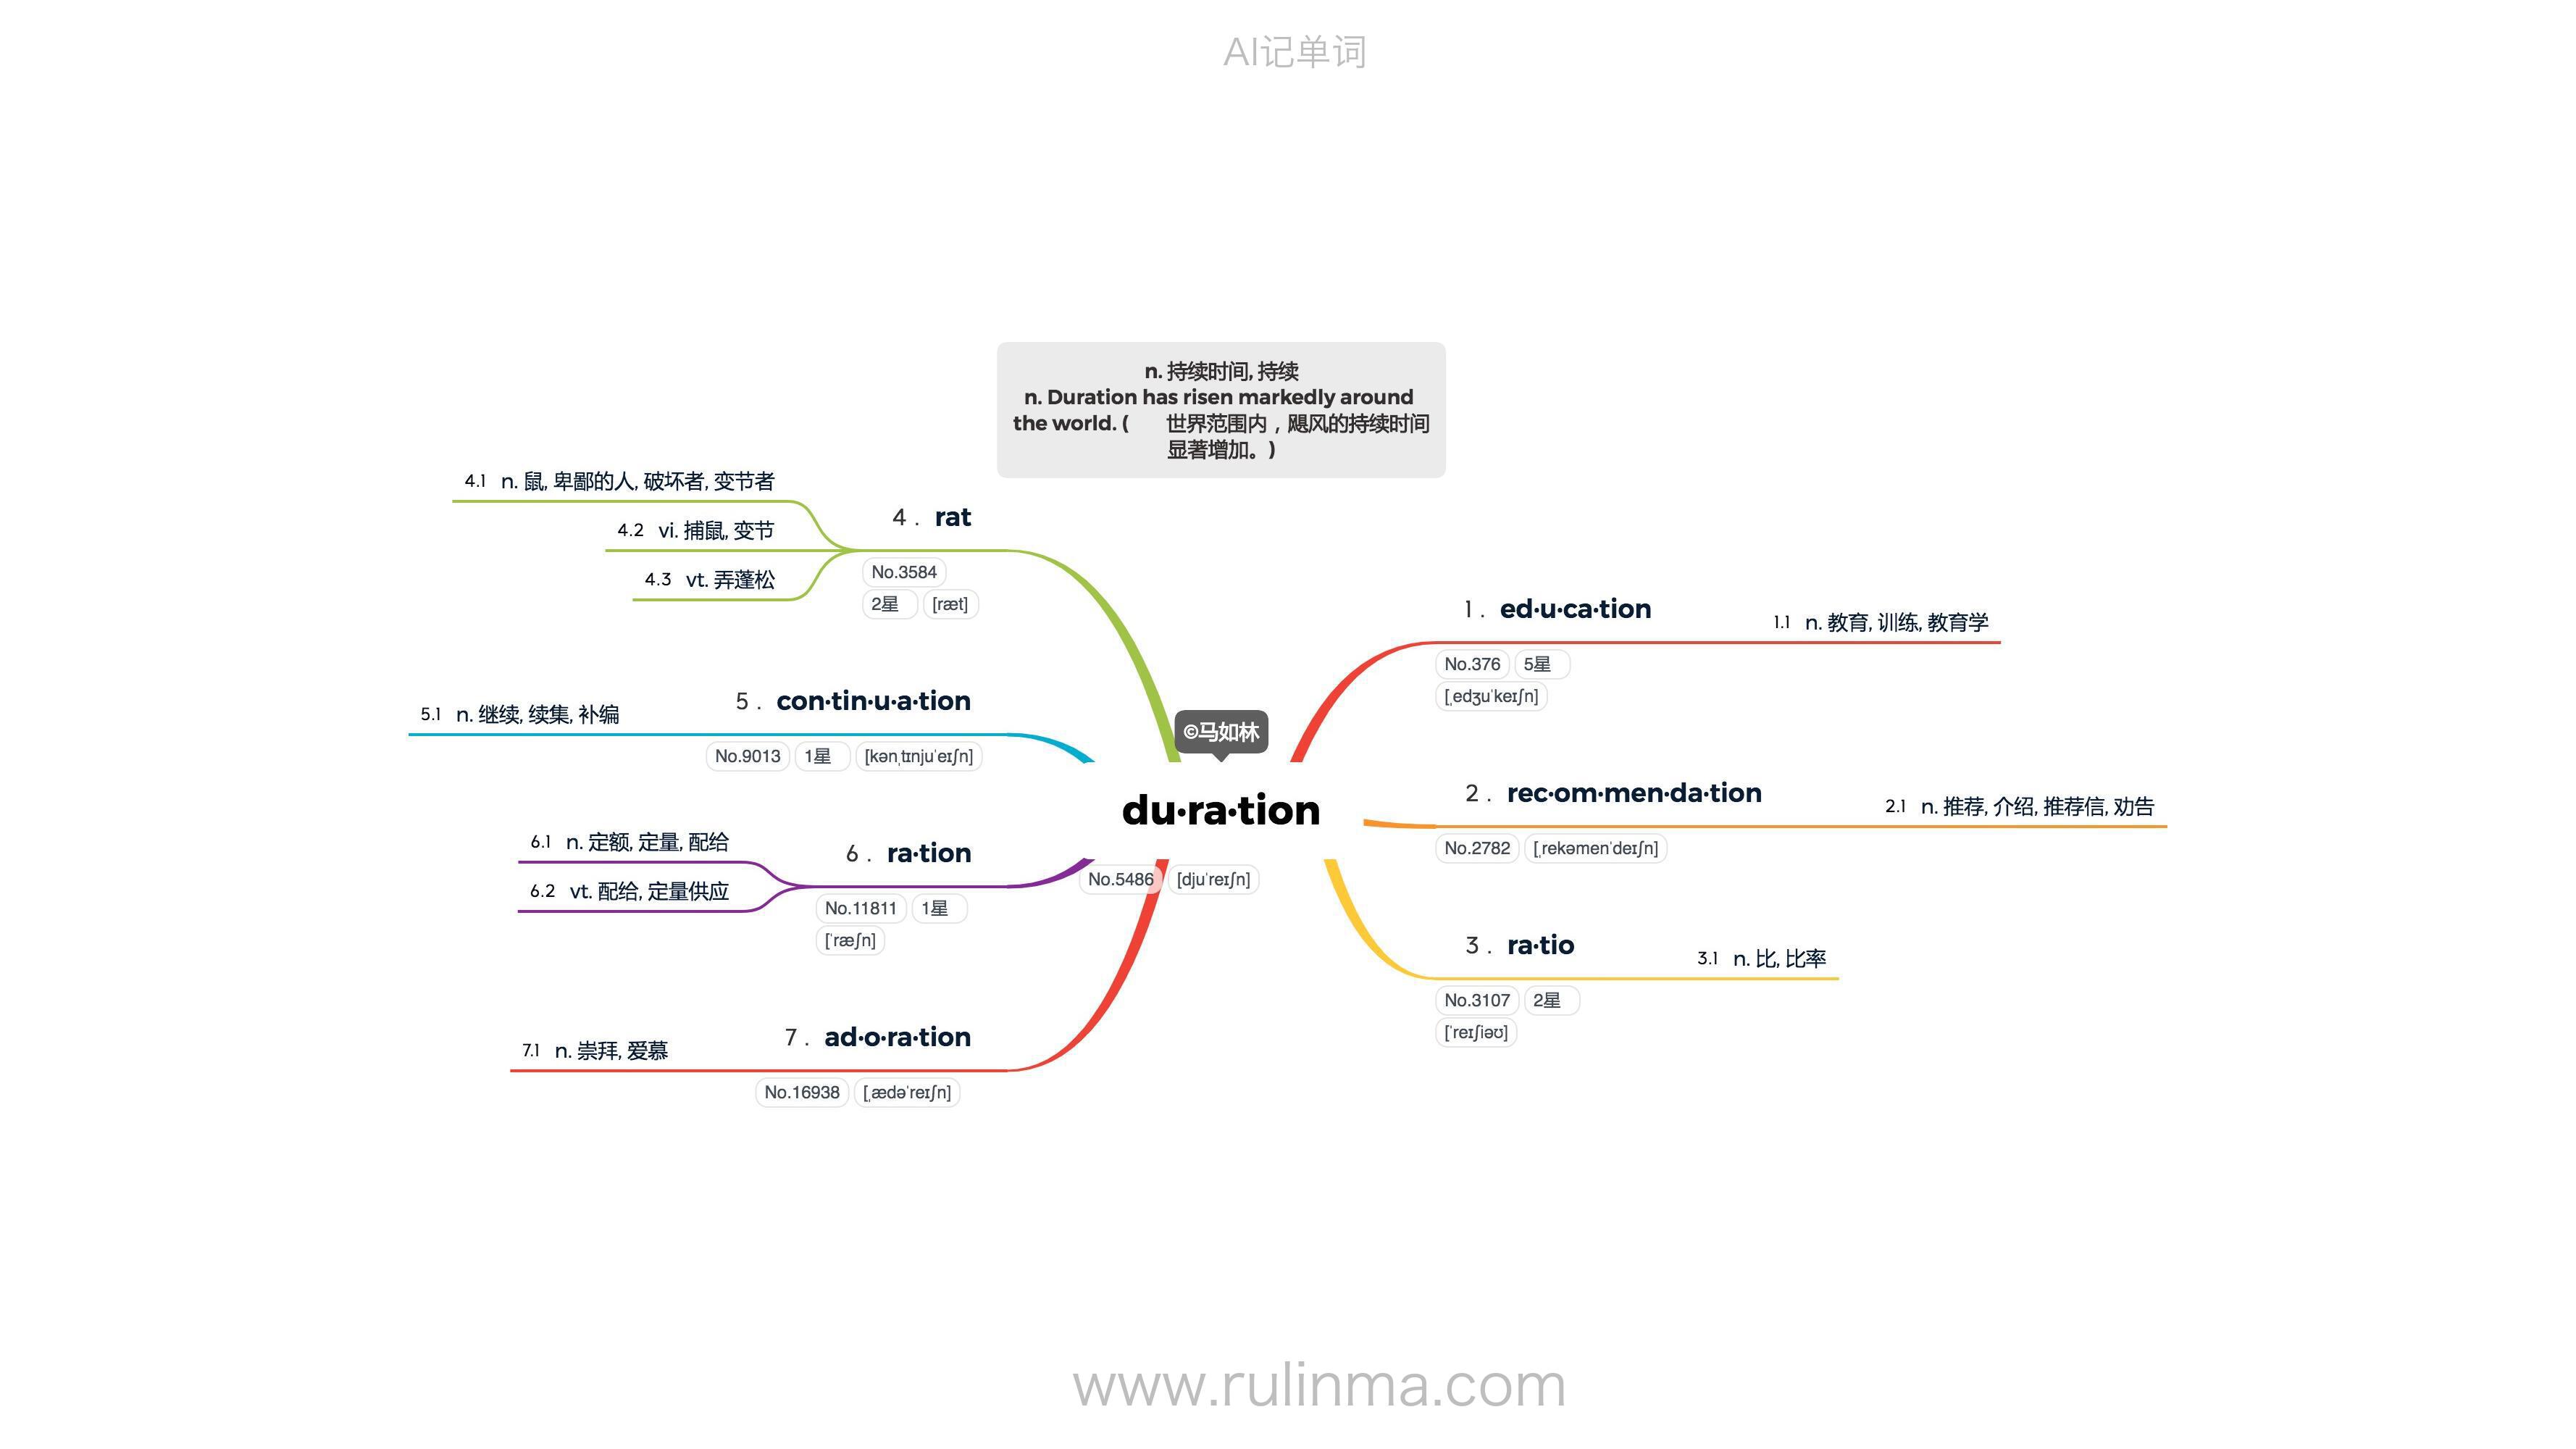 AI记单词
n. 持续时间, 持续
n. Duration has risen markedly around
the world. ( 世界范围内，飓风的持续时间
显著增加。)
©马如林
du·ra·tion
No.5486 [djuˈreɪʃn]
1 . ed·u·ca·tion
No.376 5星
[ˌedʒuˈkeɪʃn]
1.1 n. 教育, 训练, 教育学
2 . rec·om·men·da·tion
No.2782 [ˌrekəmenˈdeɪʃn]
2.1 n. 推荐, 介绍, 推荐信, 劝告
3 . ra·tio
No.3107 2星
[ˈreɪʃiəʊ]
3.1 n. 比, 比率
4 . rat
No.3584
2星 [ræt]
4.1 n. 鼠, 卑鄙的人, 破坏者, 变节者
4.2 vi. 捕鼠, 变节
4.3 vt. 弄蓬松
5 . con·tin·u·a·tion
No.9013 1星 [kənˌtɪnjuˈeɪʃn]
5.1 n. 继续, 续集, 补编
6 . ra·tion
No.11811 1星
[ˈræʃn]
6.1 n. 定额, 定量, 配给
6.2 vt. 配给, 定量供应
7 . ad·o·ra·tion
No.16938 [ˌædəˈreɪʃn]
7.1 n. 崇拜, 爱慕
www.rulinma.com